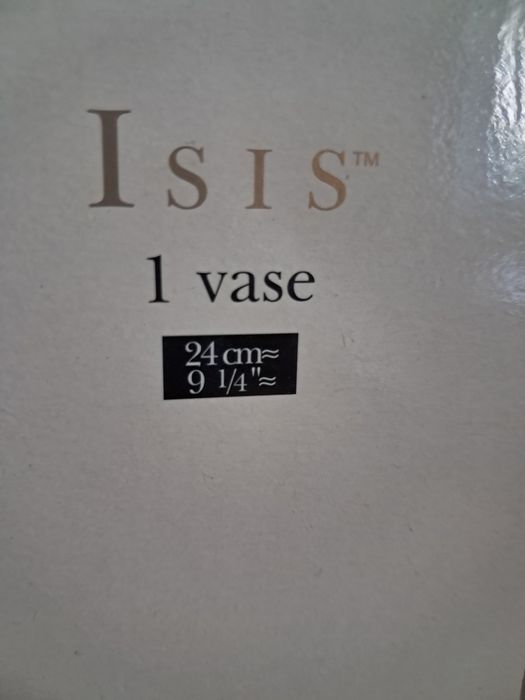 ISIS™
1 vase
24 cm≈
9 1/4"≈